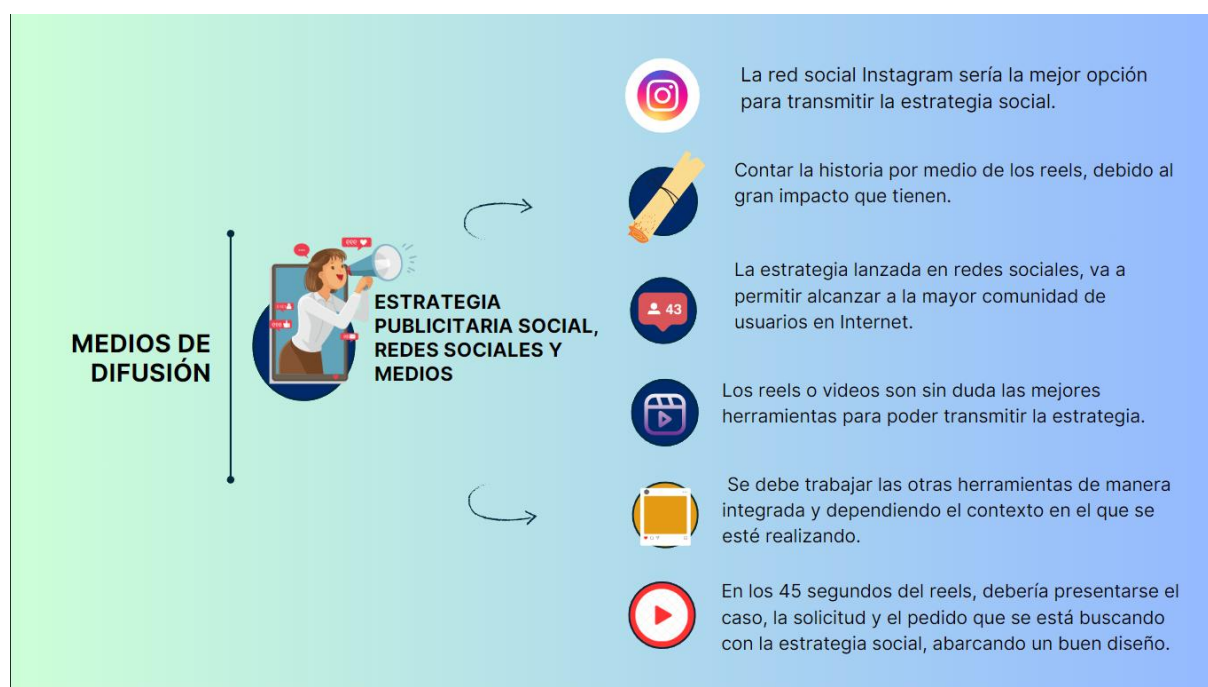 MEDIOS DE
DIFUSIÓN
ESTRATEGIA
PUBLICITARIA SOCIAL,
REDES SOCIALES Y
MEDIOS
La red social Instagram sería la mejor opción
para transmitir la estrategia social.
Contar la historia por medio de los reels, debido al
gran impacto que tienen.
La estrategia lanzada en redes sociales, va a
permitir alcanzar a la mayor comunidad de
usuarios en Internet.
43
Los reels o videos son sin duda las mejores
herramientas para poder transmitir la estrategia.
Se debe trabajar las otras herramientas de manera
integrada y dependiendo el contexto en el que se
esté realizando.
En los 45 segundos del reels, debería presentarse el
caso, la solicitud y el pedido que se está buscando
con la estrategia social, abarcando un buen diseño.